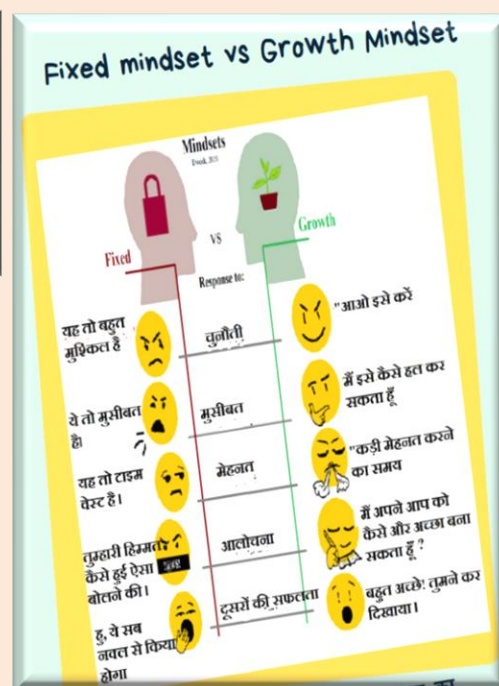 Fixed mindset vs Growth Mindset
Mindsets
VS
Fixed
Growth
Response to:
यह तो बहुत
मुश्किल है
चुनौती
"आओ इसे करें
ये तो मुसीबत
है।
मुसीबत
मैं इसे कैसे हल कर
सकता हूँ
यह तो टाइम
वेस्ट है।
मेहनत
"कड़ी मेहनत करने
का समय
तुम्हारी हिम्मत
कैसे हुई ऐसा
बोलने की।
आलोचना
मैं अपने आप को
कैसे और अच्छा बना
सकता हूँ ?
हु, ये सब
नवल से किया
होगा
दूसरों की सफलता
बहुत अच्छे! तुमने कर
दिखाया।